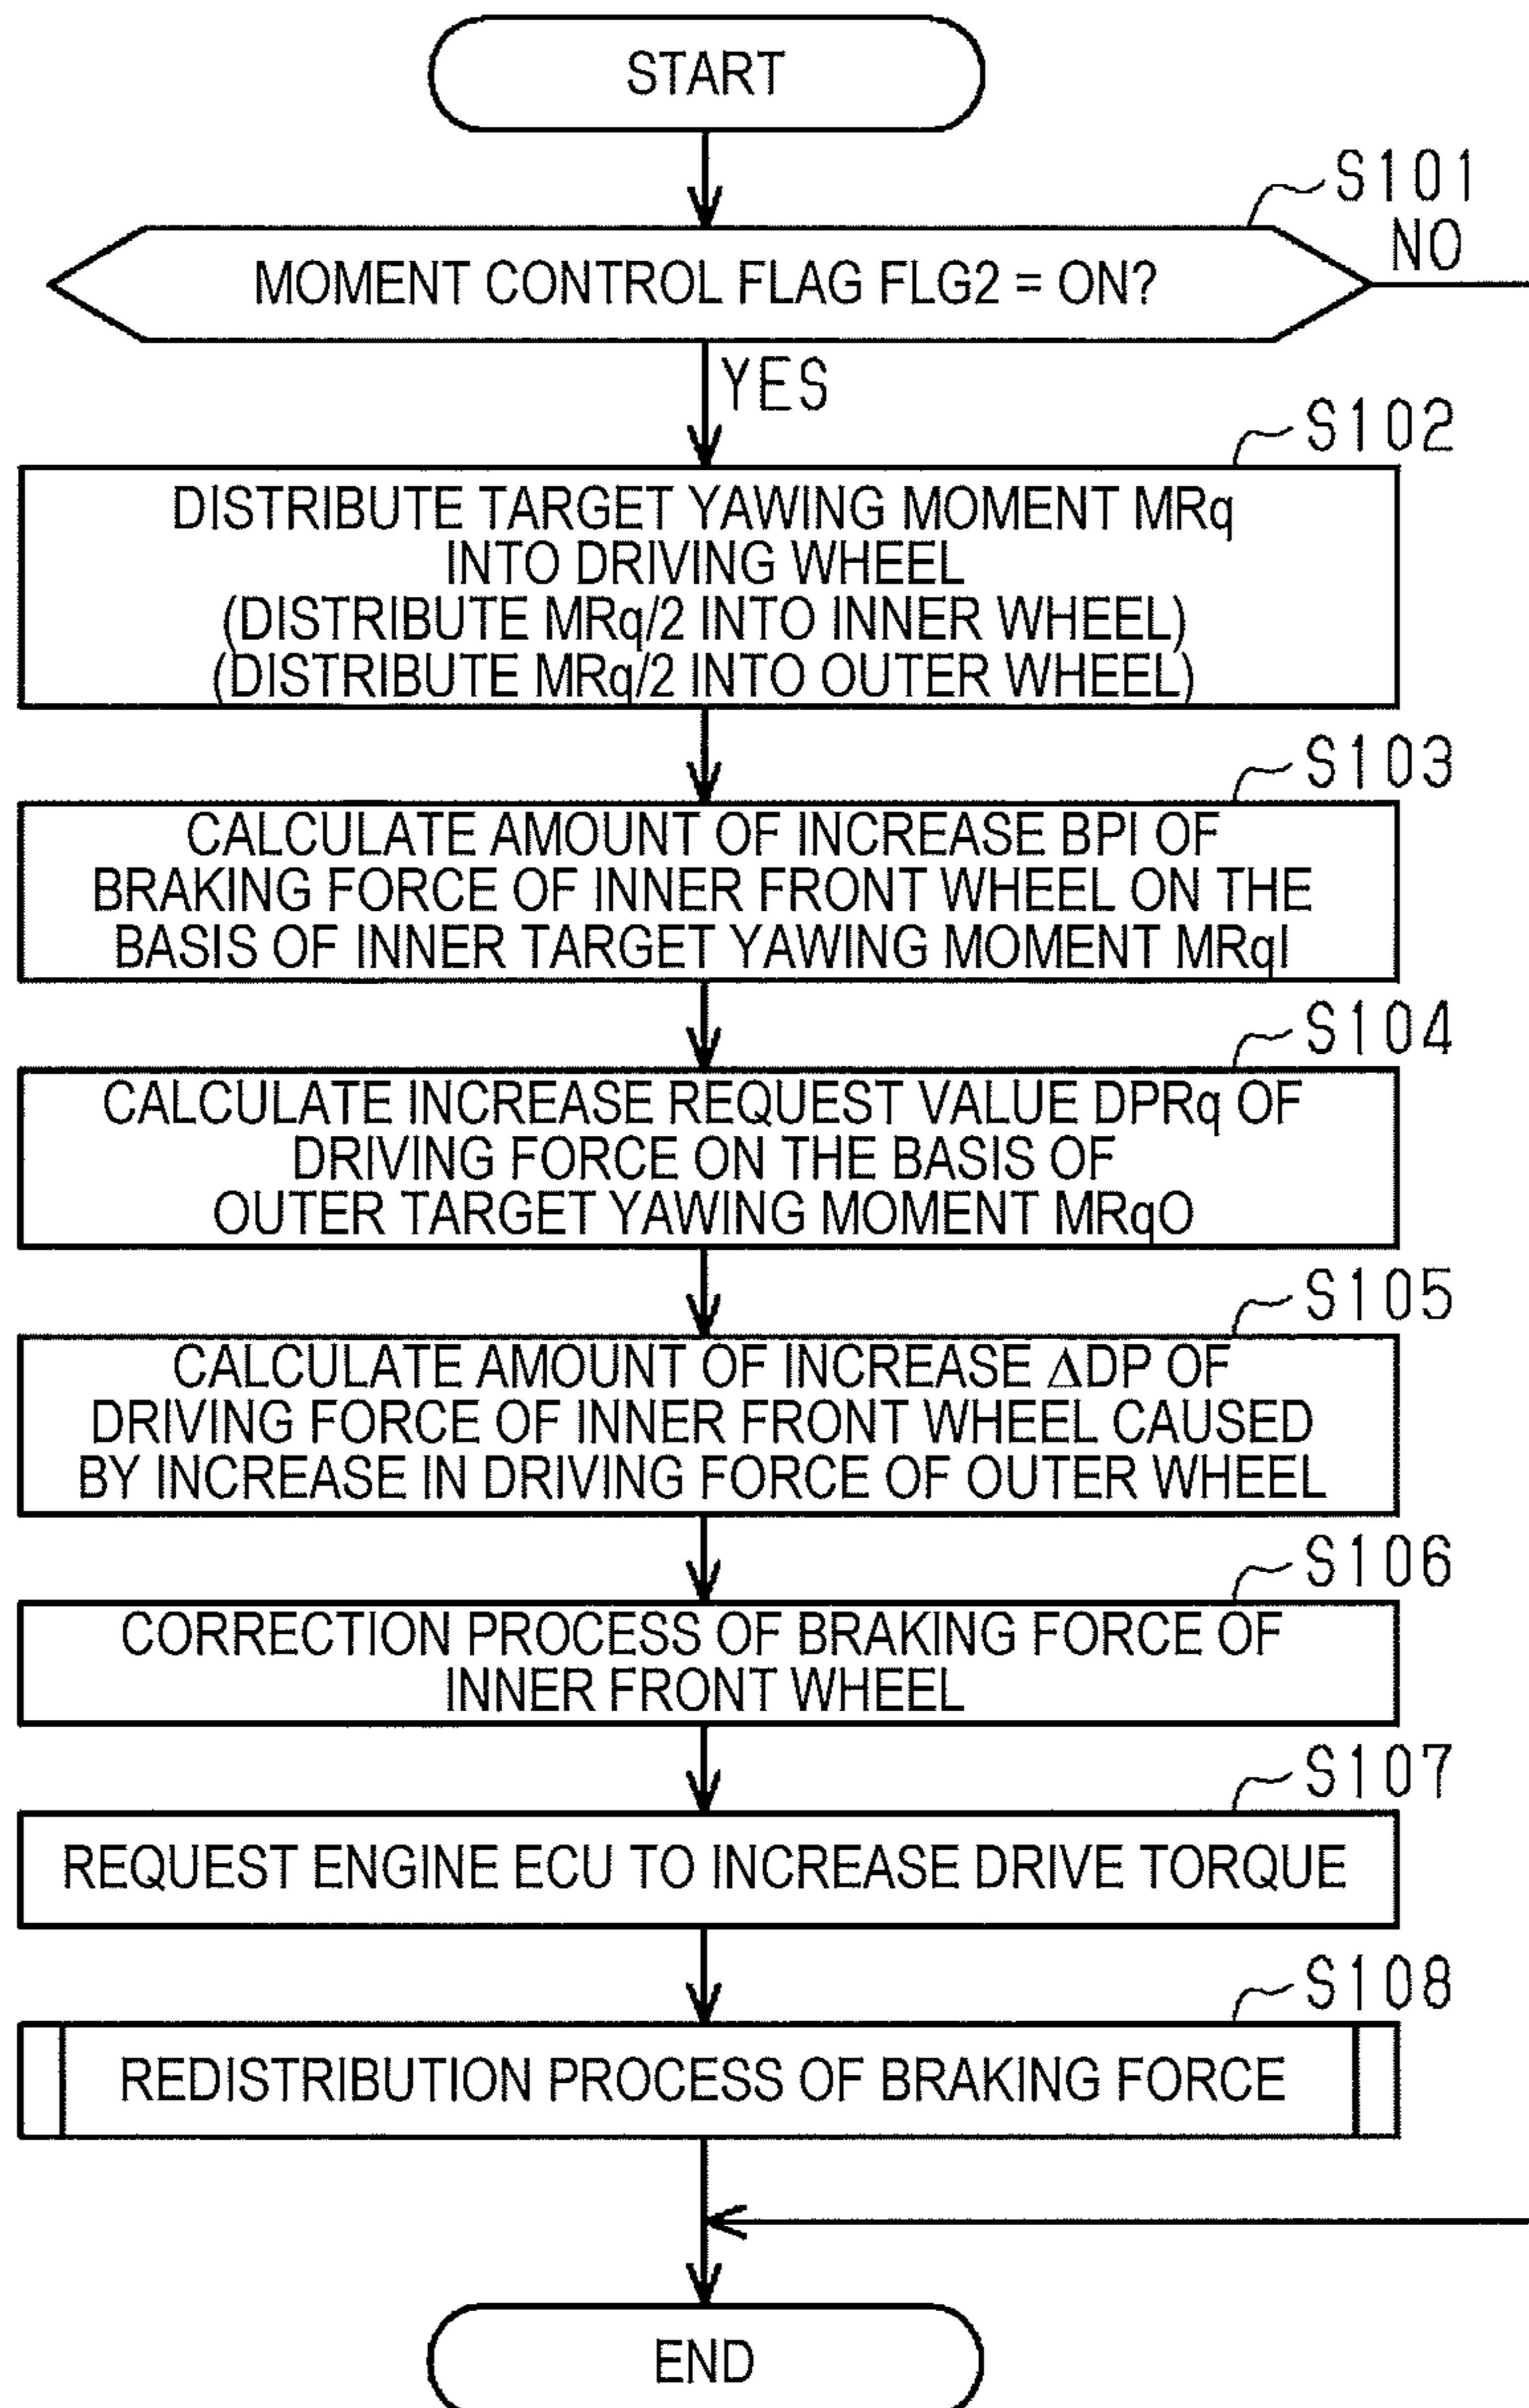 START
S101
MOMENT CONTROL FLAG FLG2 = ON?
NO
YES
S102
DISTRIBUTE TARGET YAWING MOMENT MRq
INTO DRIVING WHEEL
(DISTRIBUTE MRq/2 INTO INNER WHEEL)
(DISTRIBUTE MRq/2 INTO OUTER WHEEL)
S103
CALCULATE AMOUNT OF INCREASE BPI OF
BRAKING FORCE OF INNER FRONT WHEEL ON THE
BASIS OF INNER TARGET YAWING MOMENT MRqI
S104
CALCULATE INCREASE REQUEST VALUE DPRq OF
DRIVING FORCE ON THE BASIS OF
OUTER TARGET YAWING MOMENT MRqO
S105
CALCULATE AMOUNT OF INCREASE ΔDP OF
DRIVING FORCE OF INNER FRONT WHEEL CAUSED
BY INCREASE IN DRIVING FORCE OF OUTER WHEEL
S106
CORRECTION PROCESS OF BRAKING FORCE OF
INNER FRONT WHEEL
S107
REQUEST ENGINE ECU TO INCREASE DRIVE TORQUE
S108
REDISTRIBUTION PROCESS OF BRAKING FORCE
END